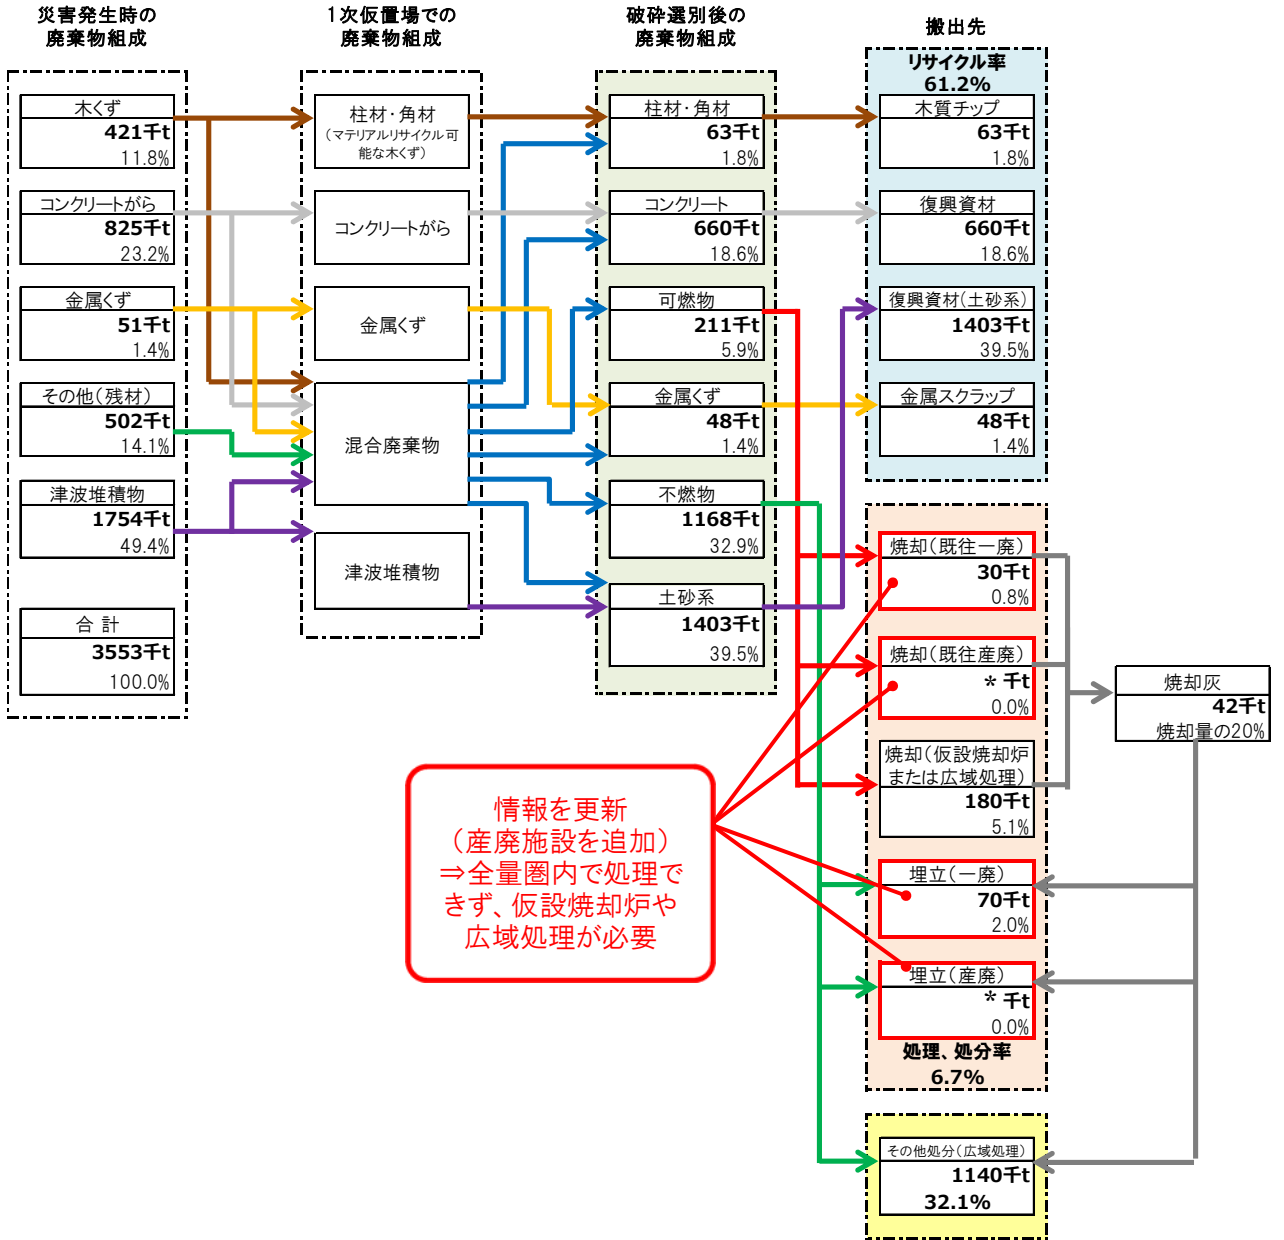 災害発生時の
廃棄物組成
木くず
421千t
11.8%
コンクリートがら
825千t
23.2%
金属くず
51千t
1.4%
その他(残材)
502千t
14.1%
津波堆積物
1754千t
49.4%
合 計
3553千t
100.0%
1次仮置場での
廃棄物組成
柱材・角材
(マテリアルリサイクル可
能な木くず)
コンクリートがら
金属くず
混合廃棄物
津波堆積物
破砕選別後の
廃棄物組成
柱材・角材
63千t
1.8%
コンクリート
660千t
18.6%
可燃物
211千t
5.9%
金属くず
48千t
1.4%
不燃物
1168千t
32.9%
土砂系
1403千t
39.5%
搬出先
リサイクル率
61.2%
木質チップ
63千t
1.8%
復興資材
660千t
18.6%
復興資材(土砂系)
1403千t
39.5%
金属スクラップ
48千t
1.4%
焼却(既往一廃)
30千t
0.8%
焼却(既往産廃)
* 千t
0.0%
焼却(仮設焼却炉
または広域処理)
180千t
5.1%
埋立(一廃)
70千t
2.0%
埋立(産廃)
* 千t
0.0%
処理、処分率
6.7%
その他処分(広域処理)
1140千t
32.1%
焼却灰
42千t
焼却量の20%
情報を更新
(産廃施設を追加)
⇒全量圏内で処理で
きず、仮設焼却炉や
広域処理が必要